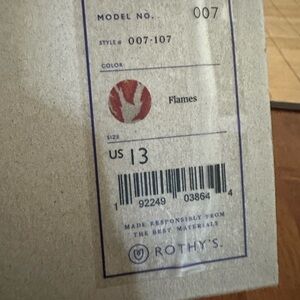 MODEL NO. 007
STYLE # 007-107
COLOR
Flames
SIZE
US 13
1 92249 03864 4
MADE RESPONSIBLY FROM
THE BEST MATERIALS
ROTHY'S.